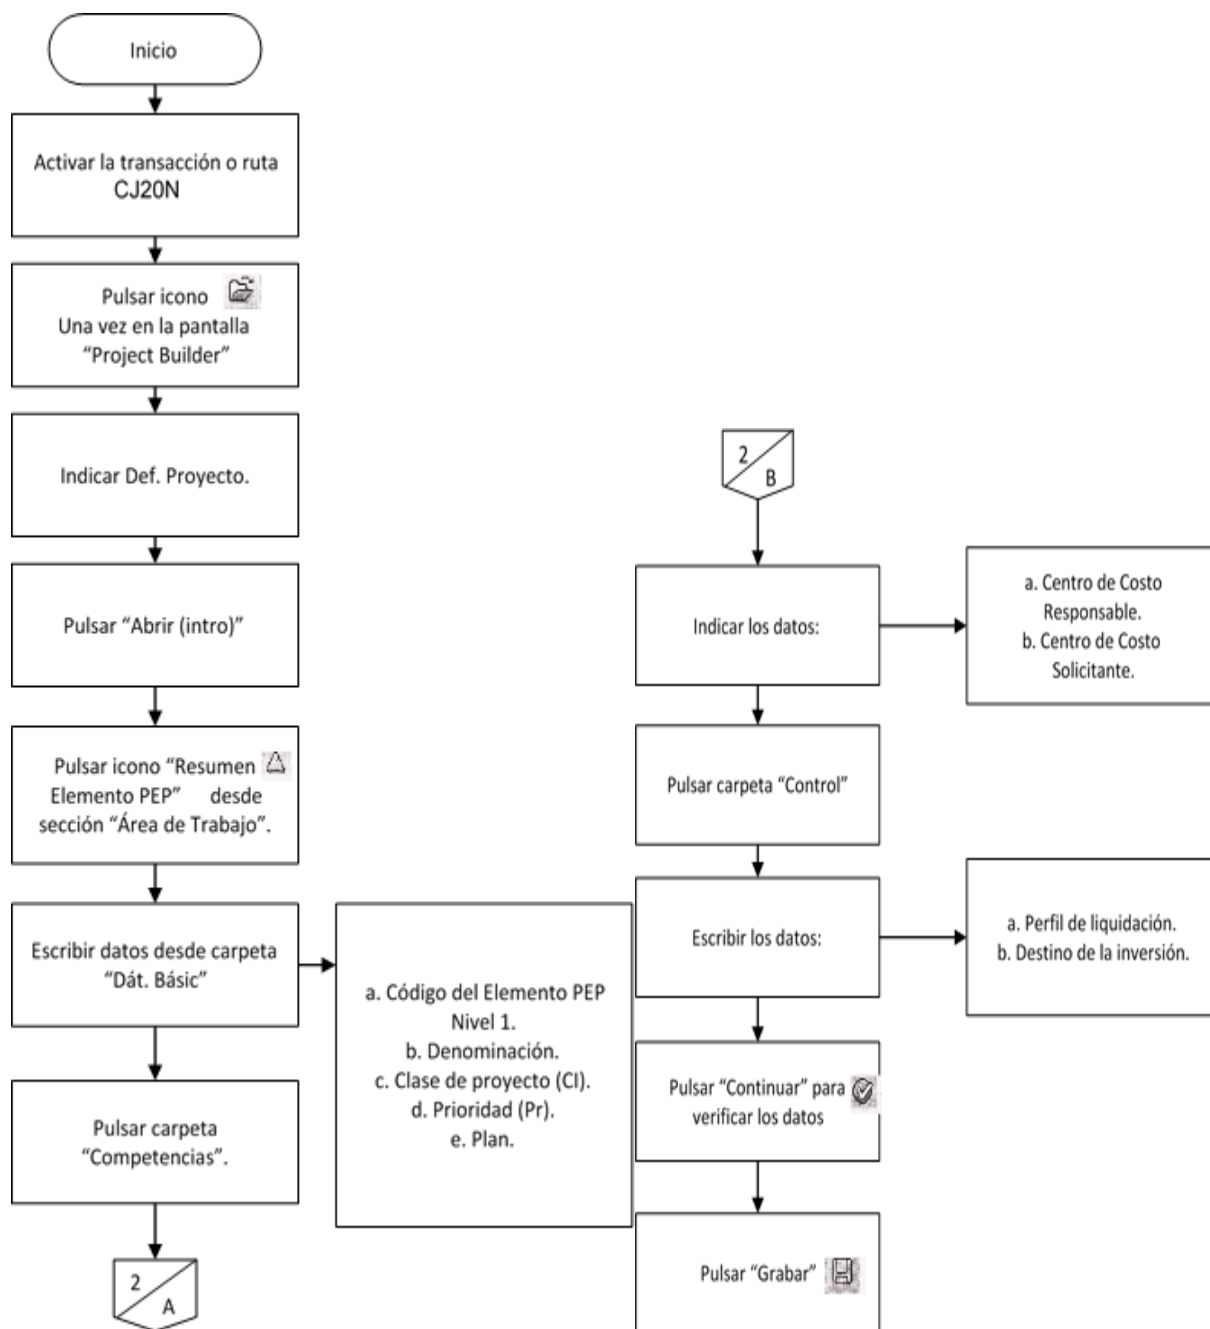 Inicio
Activar la transacción o ruta
CJ20N
Pulsar icono
Una vez en la pantalla
“Project Builder”
Indicar Def. Proyecto.
Pulsar “Abrir (intro)”
Pulsar icono “Resumen
Elemento PEP” desde
sección “Área de Trabajo”.
Escribir datos desde carpeta
“Dát. Básic”
a. Código del Elemento PEP
Nivel 1.
b. Denominación.
c. Clase de proyecto (CI).
d. Prioridad (Pr).
e. Plan.
Pulsar carpeta
“Competencias”.
2
A
2
B
Indicar los datos:
a. Centro de Costo
Responsable.
b. Centro de Costo
Solicitante.
Pulsar carpeta “Control”
Escribir los datos:
a. Perfil de liquidación.
b. Destino de la inversión.
Pulsar “Continuar” para
verificar los datos
Pulsar “Grabar”